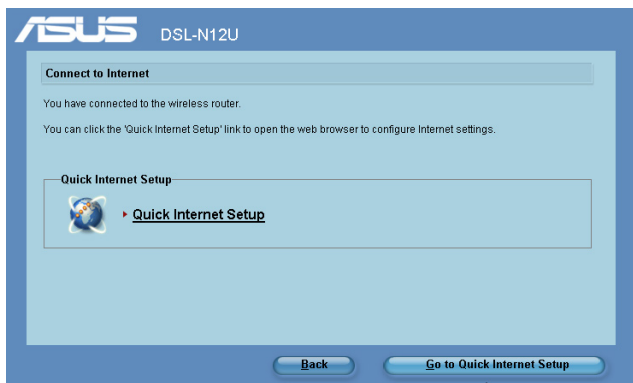 ASUS DSL-N12U
Connect to Internet
You have connected to the wireless router.
You can click the 'Quick Internet Setup' link to open the web browser to configure Internet settings.
Quick Internet Setup
Quick Internet Setup
Back Go to Quick Internet Setup